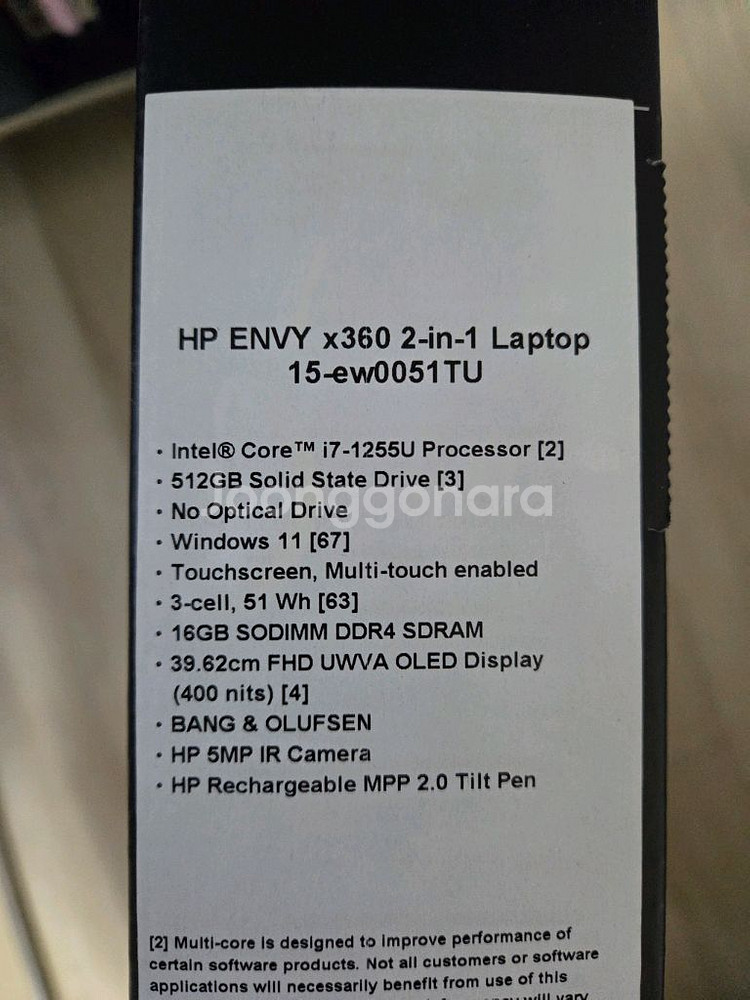 HP ENVY x360 2-in-1 Laptop
15-ew0051TU
• Intel® Core™ i7-1255U Processor [2]
• 512GB Solid State Drive [3]
joonggonara
• No Optical Drive
• Windows 11 [67]
• Touchscreen, Multi-touch enabled
• 3-cell, 51 Wh [63]
• 16GB SODIMM DDR4 SDRAM
• 39.62cm FHD UWVA OLED Display
(400 nits) [4]
• BANG & OLUFSEN
• HP 5MP IR Camera
• HP Rechargeable MPP 2.0 Tilt Pen
[2] Multi-core is designed to improve performance of
certain software products. Not all customers or software
applications will necessarily benefit from use of this
will vary